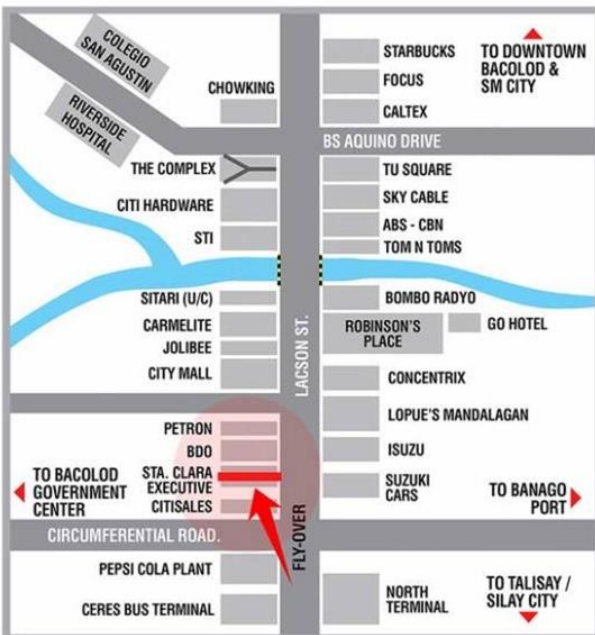 COLEGIO
SAN AGUSTIN
RIVERSIDE
HOSPITAL
CHOWKING
STARBUCKS
FOCUS
CALTEX
TO DOWNTOWN
BACOLOD &
SM CITY
BS AQUINO DRIVE
THE COMPLEX
CITI HARDWARE
STI
TU SQUARE
SKY CABLE
ABS - CBN
TOM N TOMS
SITARI (U/C)
CARMELITE
JOLIBEE
CITY MALL
LACSON ST.
BOMBO RADYO
ROBINSON'S
PLACE
GO HOTEL
CONCENTRIX
LOPUE'S MANDALAGAN
ISUZU
SUZUKI
CARS
PETRON
BDO
STA. CLARA
EXECUTIVE
CITISALES
TO BACOLOD
GOVERNMENT
CENTER
TO BANAGO
PORT
CIRCUMFERENTIAL ROAD.
FLY-OVER
PEPSI COLA PLANT
CERES BUS TERMINAL
NORTH
TERMINAL
TO TALISAY /
SILAY CITY